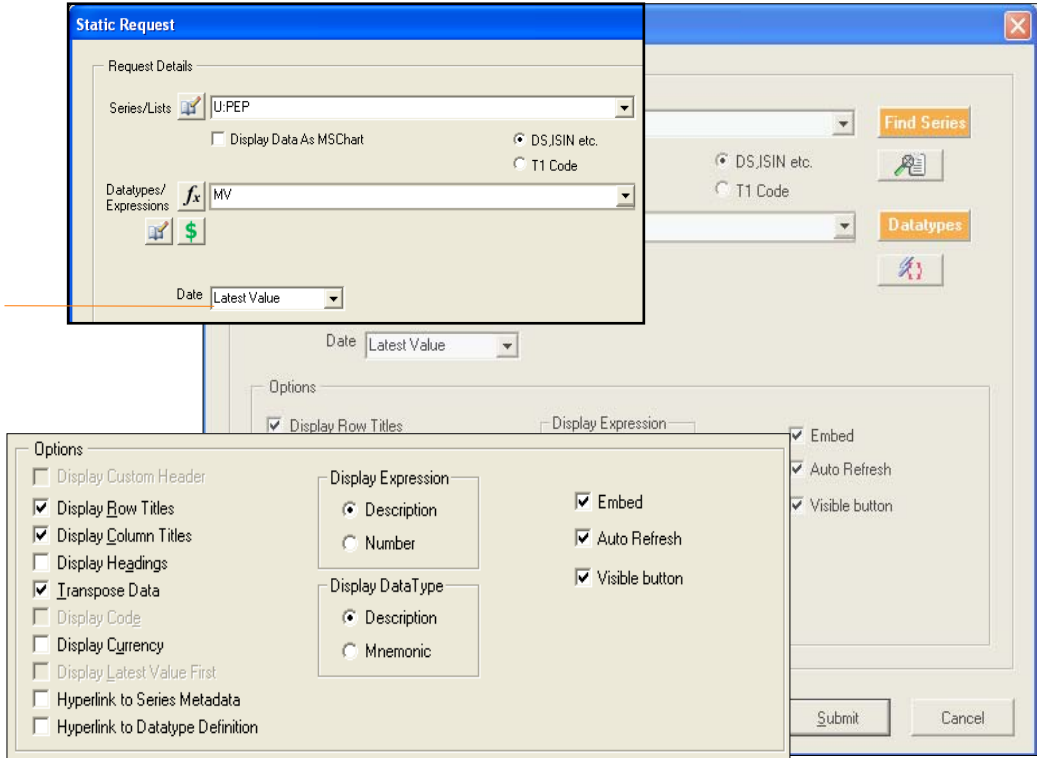 Static Request
Request Details
Series/Lists U:PEP
Display Data As MSChart DS,ISIN etc.
T1 Code
Datatypes/
Expressions fx MV
$
Date Latest Value
Find Series
DS,ISIN etc.
T1 Code
Datatypes
Date Latest Value
Options
Display Row Titles Display Expression Embed
Auto Refresh
Visible button
Options
Display Custom Header Display Expression
Display Row Titles Description Embed
Display Column Titles Number Auto Refresh
Display Headings
Transpose Data Display DataType Visible button
Display Code Description
Display Currency Mnemonic
Display Latest Value First
Hyperlink to Series Metadata
Hyperlink to Datatype Definition
Submit Cancel